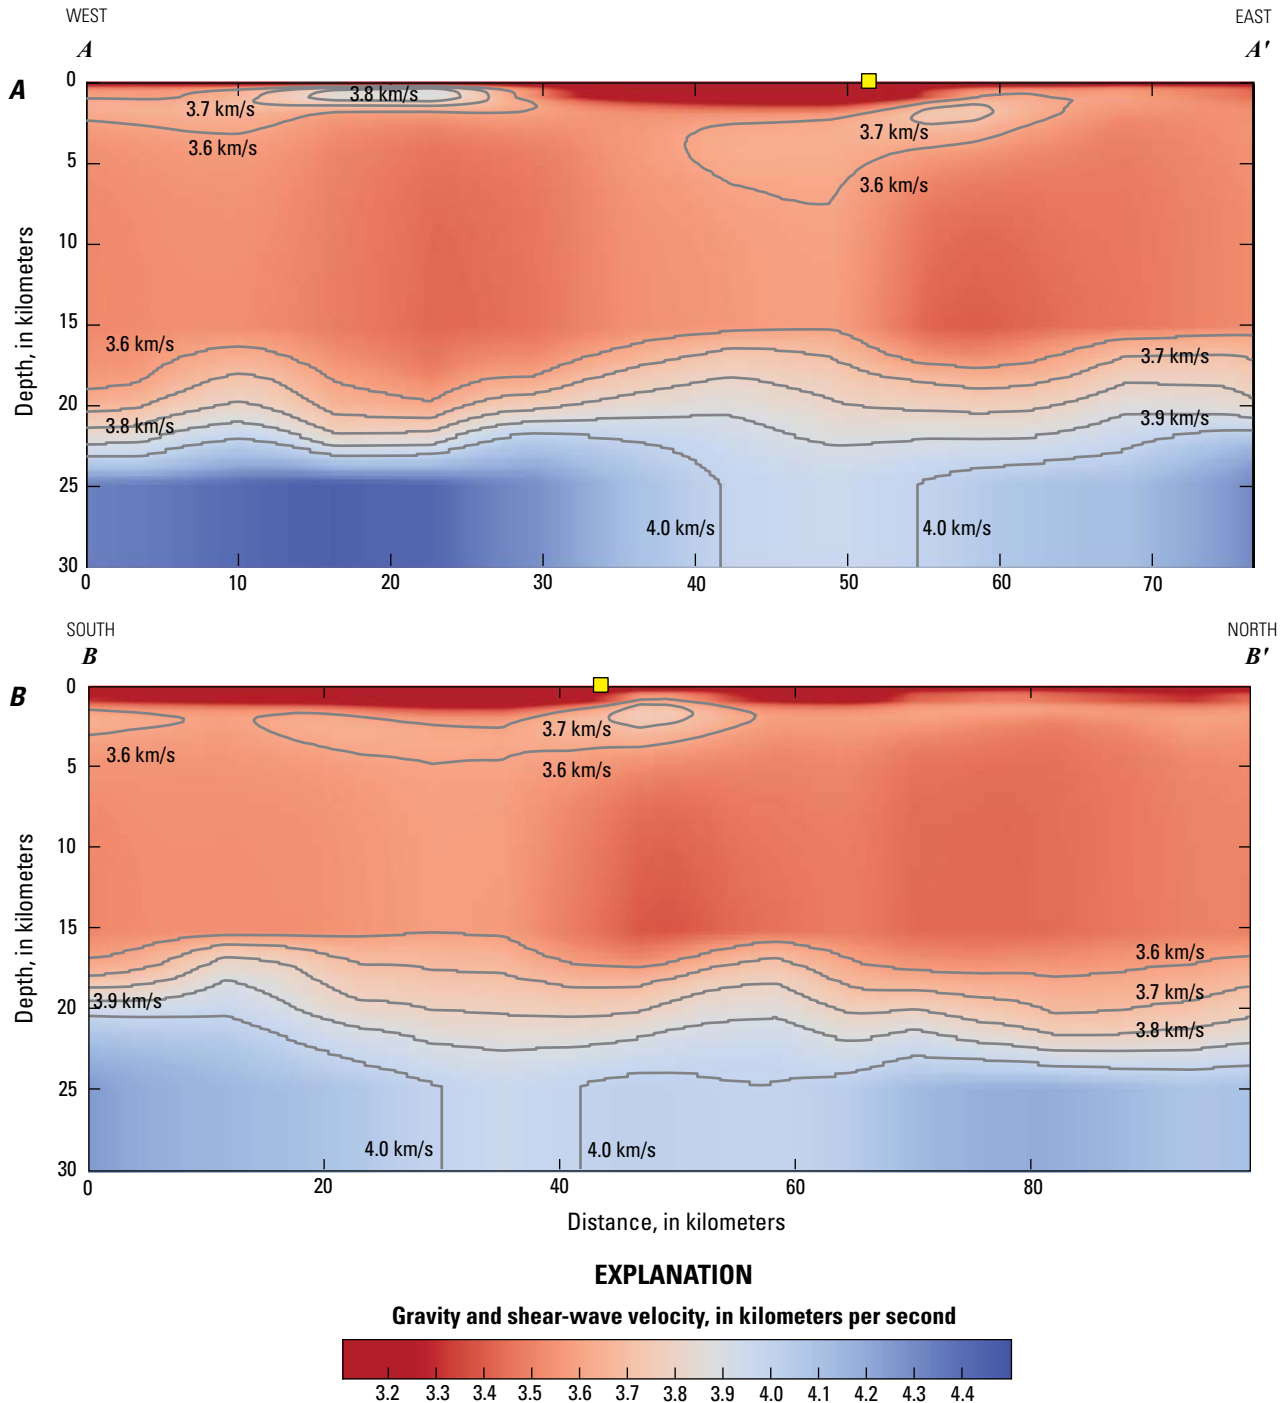 WEST EAST
A A'
A
0
5
10
15
20
25
30
Depth, in kilometers
3.8 km/s
3.7 km/s
3.6 km/s
3.7 km/s
3.6 km/s
3.6 km/s
3.7 km/s
3.8 km/s
3.9 km/s
4.0 km/s 4.0 km/s
0 10 20 30 40 50 60 70
SOUTH NORTH
B B'
B
0
5
10
15
20
25
30
Depth, in kilometers
3.7 km/s
3.6 km/s
3.6 km/s
3.6 km/s
3.7 km/s
3.9 km/s
3.8 km/s
4.0 km/s 4.0 km/s
0 20 40 60 80
Distance, in kilometers
EXPLANATION
Gravity and shear-wave velocity, in kilometers per second
3.2 3.3 3.4 3.5 3.6 3.7 3.8 3.9 4.0 4.1 4.2 4.3 4.4